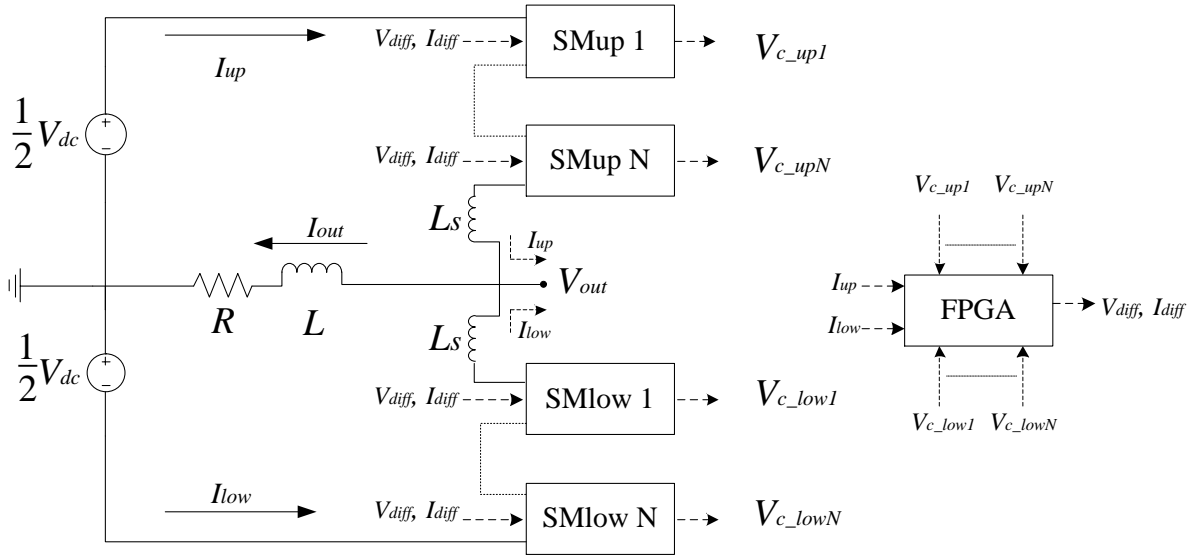 SMup 1
V_diff, I_diff
V_c_up1
I_up
1/2 V_dc
SMup N
V_diff, I_diff
V_c_upN
V_c_up1
V_c_upN
L_s
I_out
I_up
V_out
R
L
I_up
FPGA
V_diff, I_diff
I_low
I_low
L_s
1/2 V_dc
SMlow 1
V_diff, I_diff
V_c_low1
V_c_low1
V_c_lowN
I_low
SMlow N
V_diff, I_diff
V_c_lowN